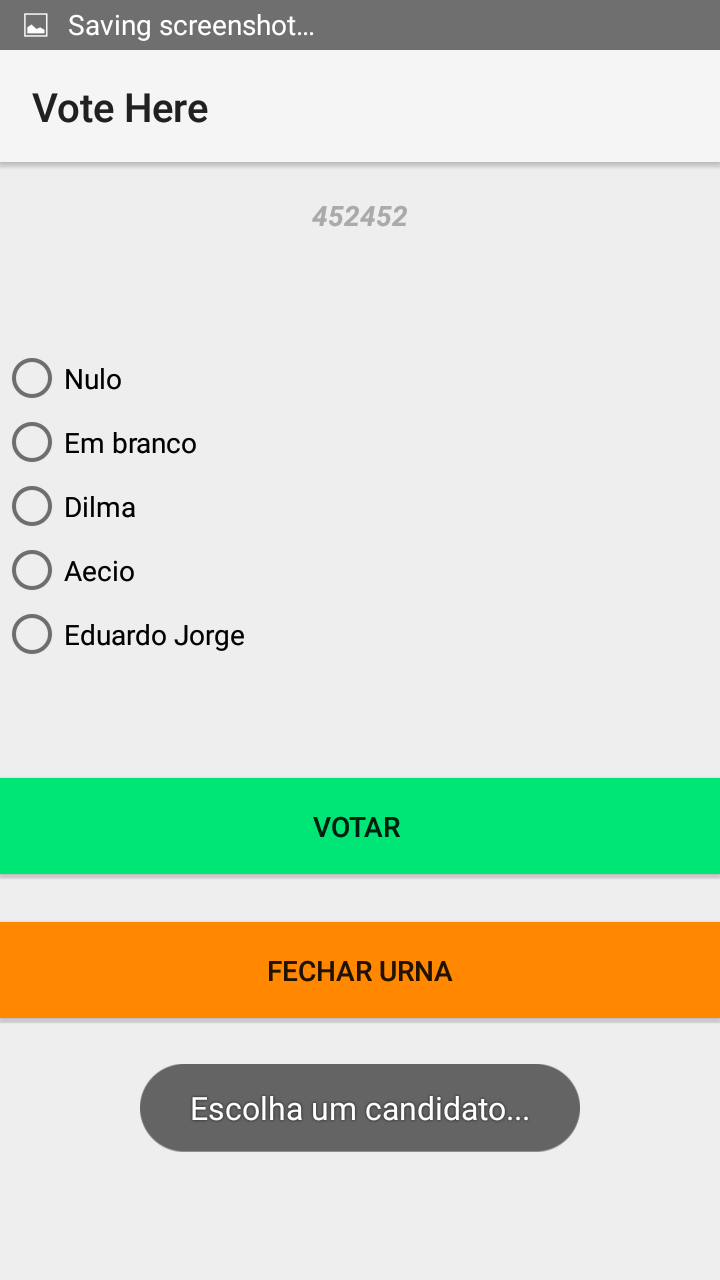 Saving screenshot...
Vote Here
452452
Nulo
Em branco
Dilma
Aecio
Eduardo Jorge
VOTAR
FECHAR URNA
Escolha um candidato...